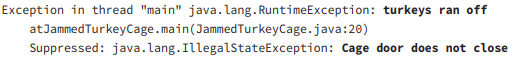 Exception in thread "main" java.lang.RuntimeException: turkeys ran off
atJammedTurkeyCage.main(JammedTurkeyCage.java:20)
Suppressed: java.lang.IllegalStateException: Cage door does not close